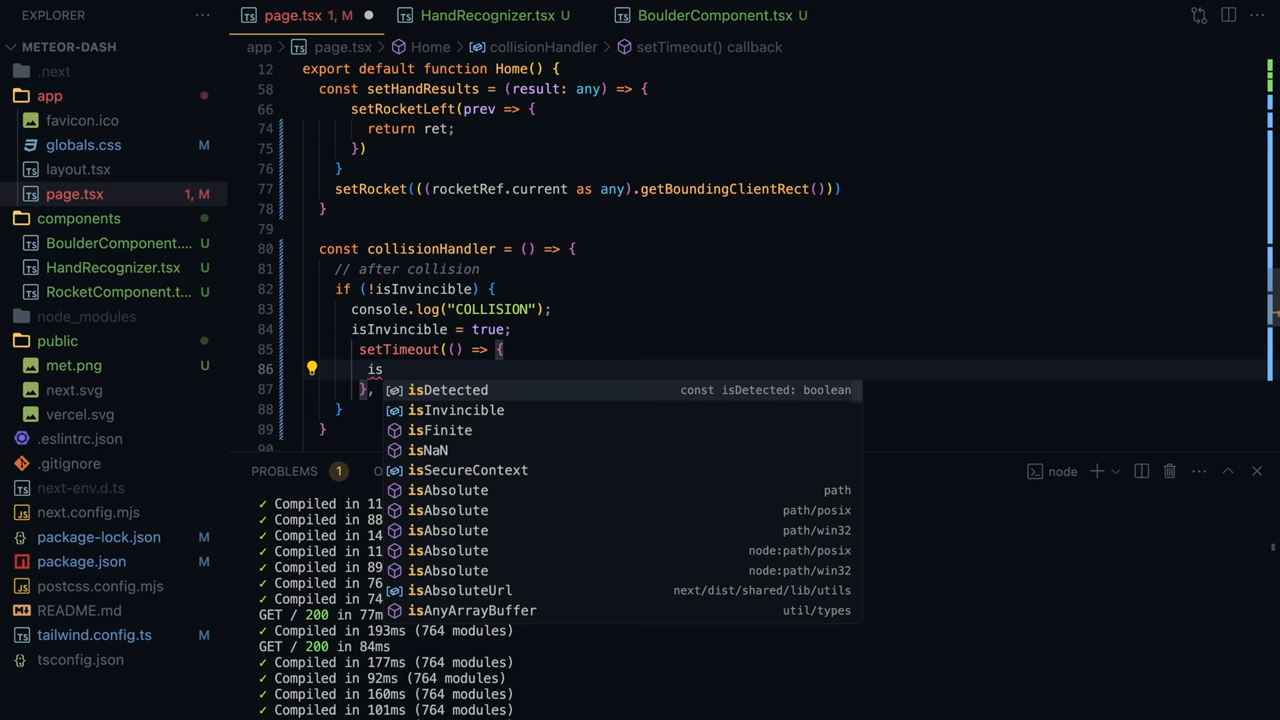 EXPLORER
page.tsx 1, M
HandRecognizer.tsx U
BoulderComponent.tsx U
METEOR-DASH
.next
app
favicon.ico
globals.css M
layout.tsx
page.tsx 1, M
components
BoulderComponent.... U
HandRecognizer.tsx U
RocketComponent.t... U
node_modules
public
met.png U
next.svg
vercel.svg
.eslintrc.json
.gitignore
next-env.d.ts
next.config.mjs
package-lock.json M
package.json M
postcss.config.mjs
README.md
tailwind.config.ts M
tsconfig.json
app > page.tsx > Home > collisionHandler > setTimeout() callback
12 export default function Home() {
58 const setHandResults = (result: any) => {
66 setRocketLeft(prev => {
74 return ret;
75 })
76 }
77 setRocket(((rocketRef.current as any).getBoundingClientRect()))
78 }
79
80 const collisionHandler = () => {
81 // after collision
82 if (!isInvincible) {
83 console.log("COLLISION");
84 isInvincible = true;
85 setTimeout(() => {
86 is
87 },
88 }
89 }
90
isDetected const isDetected: boolean
isInvincible
isFinite
isNaN
isSecureContext
isAbsolute path
isAbsolute path/posix
isAbsolute path/win32
isAbsolute node:path/posix
isAbsolute node:path/win32
isAbsoluteUrl next/dist/shared/lib/utils
isAnyArrayBuffer util/types
PROBLEMS 1 O
node
✓ Compiled in 11
✓ Compiled in 88
✓ Compiled in 14
✓ Compiled in 11
✓ Compiled in 89
✓ Compiled in 76
✓ Compiled in 74
GET / 200 in 77m
✓ Compiled in 193ms (764 modules)
GET / 200 in 84ms
✓ Compiled in 177ms (764 modules)
✓ Compiled in 92ms (764 modules)
✓ Compiled in 160ms (764 modules)
✓ Compiled in 101ms (764 modules)